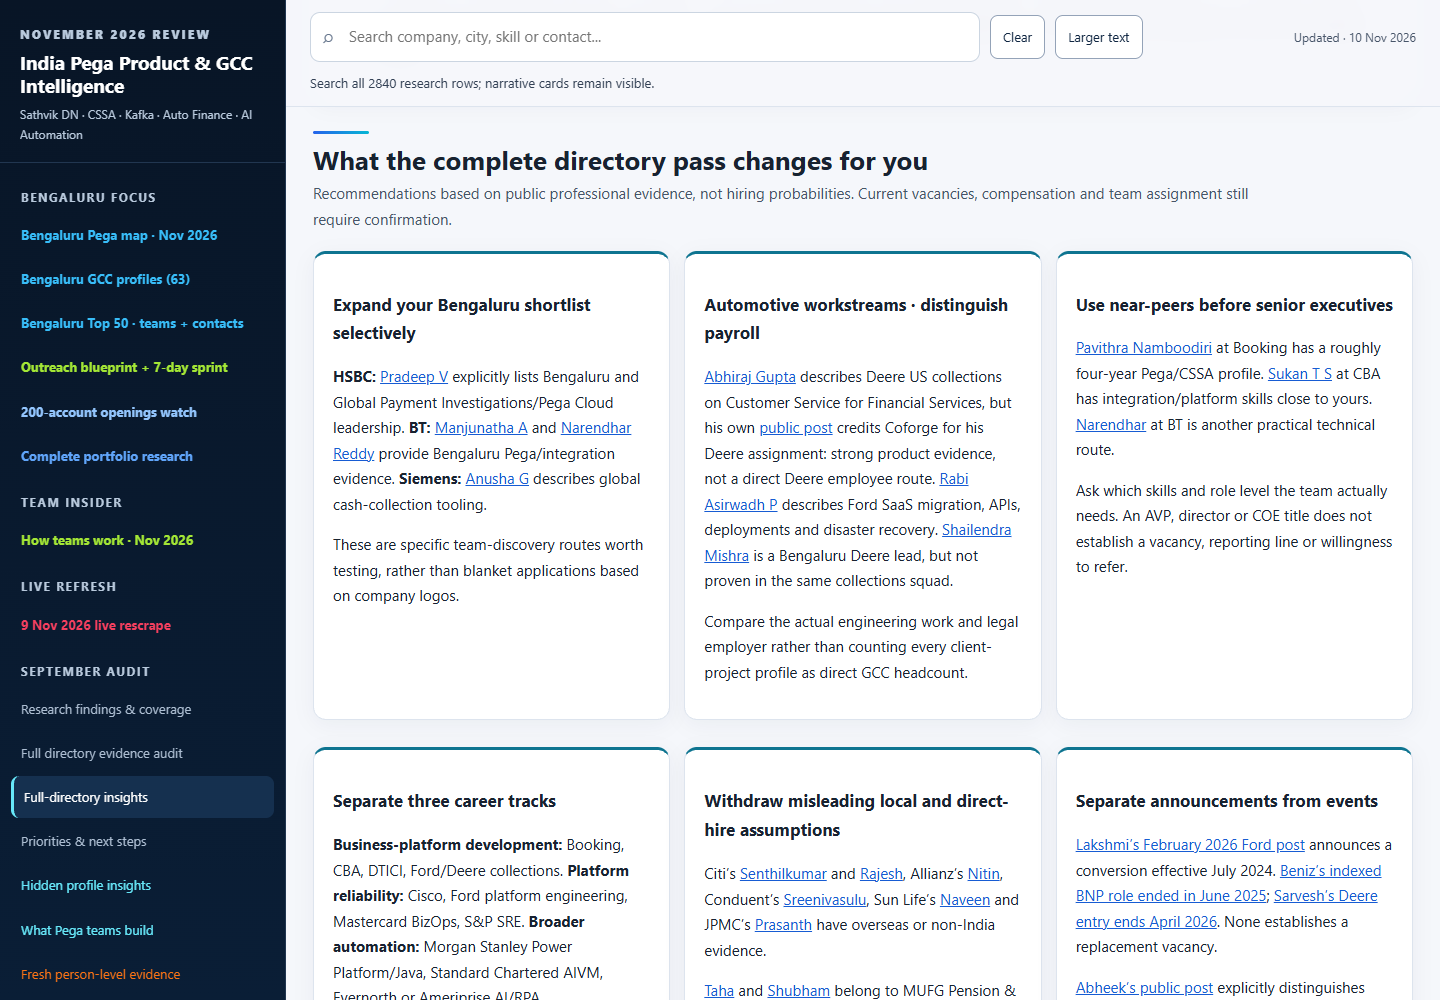 NOVEMBER 2026 REVIEW
India Pega Product & GCC
Intelligence
Sathvik DN · CSSA · Kafka · Auto Finance · AI
Automation
BENGALURU FOCUS
Bengaluru Pega map · Nov 2026
Bengaluru GCC profiles (63)
Bengaluru Top 50 · teams + contacts
Outreach blueprint + 7-day sprint
200-account openings watch
Complete portfolio research
TEAM INSIDER
How teams work · Nov 2026
LIVE REFRESH
9 Nov 2026 live rescrape
SEPTEMBER AUDIT
Research findings & coverage
Full directory evidence audit
Full-directory insights
Priorities & next steps
Hidden profile insights
What Pega teams build
Fresh person-level evidence
Search company, city, skill or contact...
Clear
Larger text
Updated · 10 Nov 2026
Search all 2840 research rows; narrative cards remain visible.
What the complete directory pass changes for you
Recommendations based on public professional evidence, not hiring probabilities. Current vacancies, compensation and team assignment still
require confirmation.
Expand your Bengaluru shortlist
selectively
HSBC: Pradeep V explicitly lists Bengaluru and
Global Payment Investigations/Pega Cloud
leadership. BT: Manjunatha A and Narendhar
Reddy provide Bengaluru Pega/integration
evidence. Siemens: Anusha G describes global
cash-collection tooling.
These are specific team-discovery routes worth
testing, rather than blanket applications based
on company logos.
Automotive workstreams · distinguish
payroll
Abhiraj Gupta describes Deere US collections
on Customer Service for Financial Services, but
his own public post credits Coforge for his
Deere assignment: strong product evidence,
not a direct Deere employee route. Rabi
Asirwadh P describes Ford SaaS migration, APIs,
deployments and disaster recovery. Shailendra
Mishra is a Bengaluru Deere lead, but not
proven in the same collections squad.
Compare the actual engineering work and legal
employer rather than counting every client-
project profile as direct GCC headcount.
Use near-peers before senior executives
Pavithra Namboodiri at Booking has a roughly
four-year Pega/CSSA profile. Sukan T S at CBA
has integration/platform skills close to yours.
Narendhar at BT is another practical technical
route.
Ask which skills and role level the team actually
needs. An AVP, director or COE title does not
establish a vacancy, reporting line or willingness
to refer.
Separate three career tracks
Business-platform development: Booking,
CBA, DTICI, Ford/Deere collections. Platform
reliability: Cisco, Ford platform engineering,
Mastercard BizOps, S&P SRE. Broader
automation: Morgan Stanley Power
Platform/Java, Standard Chartered AIVM,
Evernorth or Ameriprise AI/RPA.
Withdraw misleading local and direct-
hire assumptions
Citi's Senthilkumar and Rajesh, Allianz's Nitin,
Conduent's Sreenivasulu, Sun Life's Naveen and
JPMC's Prasanth have overseas or non-India
evidence.
Taha and Shubham belong to MUFG Pension &
Separate announcements from events
Lakshmi's February 2026 Ford post announces a
conversion effective July 2024. Beniz's indexed
BNP role ended in June 2025; Sarvesh's Deere
entry ends April 2026. None establishes a
replacement vacancy.
Abheek's public post explicitly distinguishes